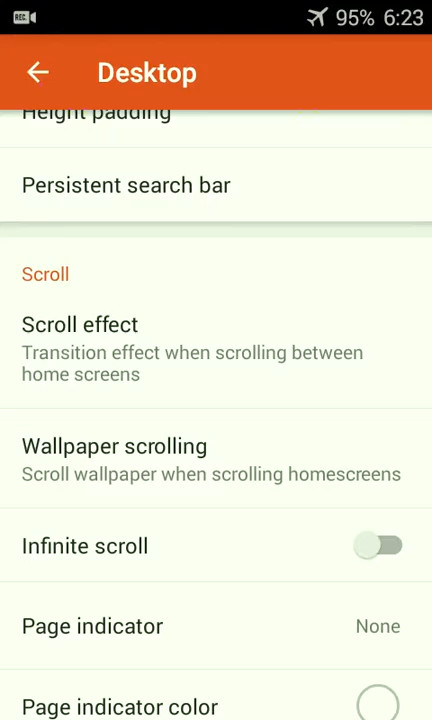 REC
95% 6:23
Desktop
Height padding
Persistent search bar
Scroll
Scroll effect
Transition effect when scrolling between
home screens
Wallpaper scrolling
Scroll wallpaper when scrolling homescreens
Infinite scroll
Page indicator None
Page indicator color